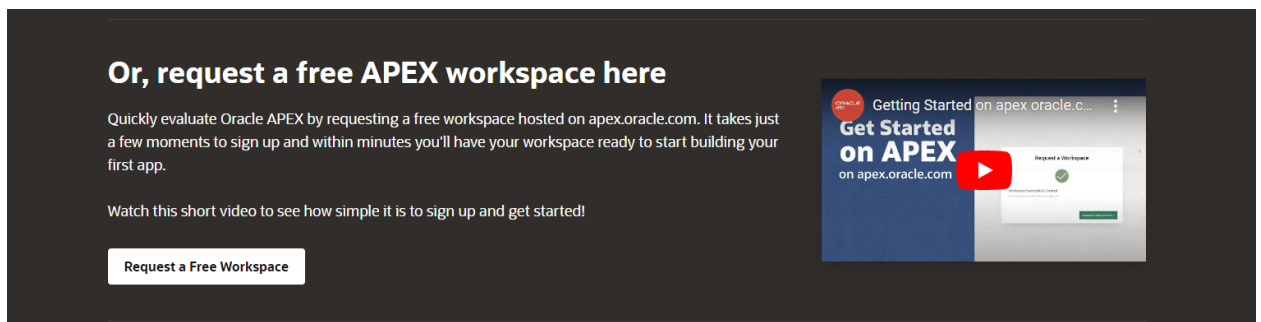 Or, request a free APEX workspace here
Quickly evaluate Oracle APEX by requesting a free workspace hosted on apex.oracle.com. It takes just
a few moments to sign up and within minutes you'll have your workspace ready to start building your
first app.
Watch this short video to see how simple it is to sign up and get started!
Request a Free Workspace
ORACLE
APEX
Getting Started on apex oracle.c...
Get Started
on APEX
on apex.oracle.com
Request a Workspace